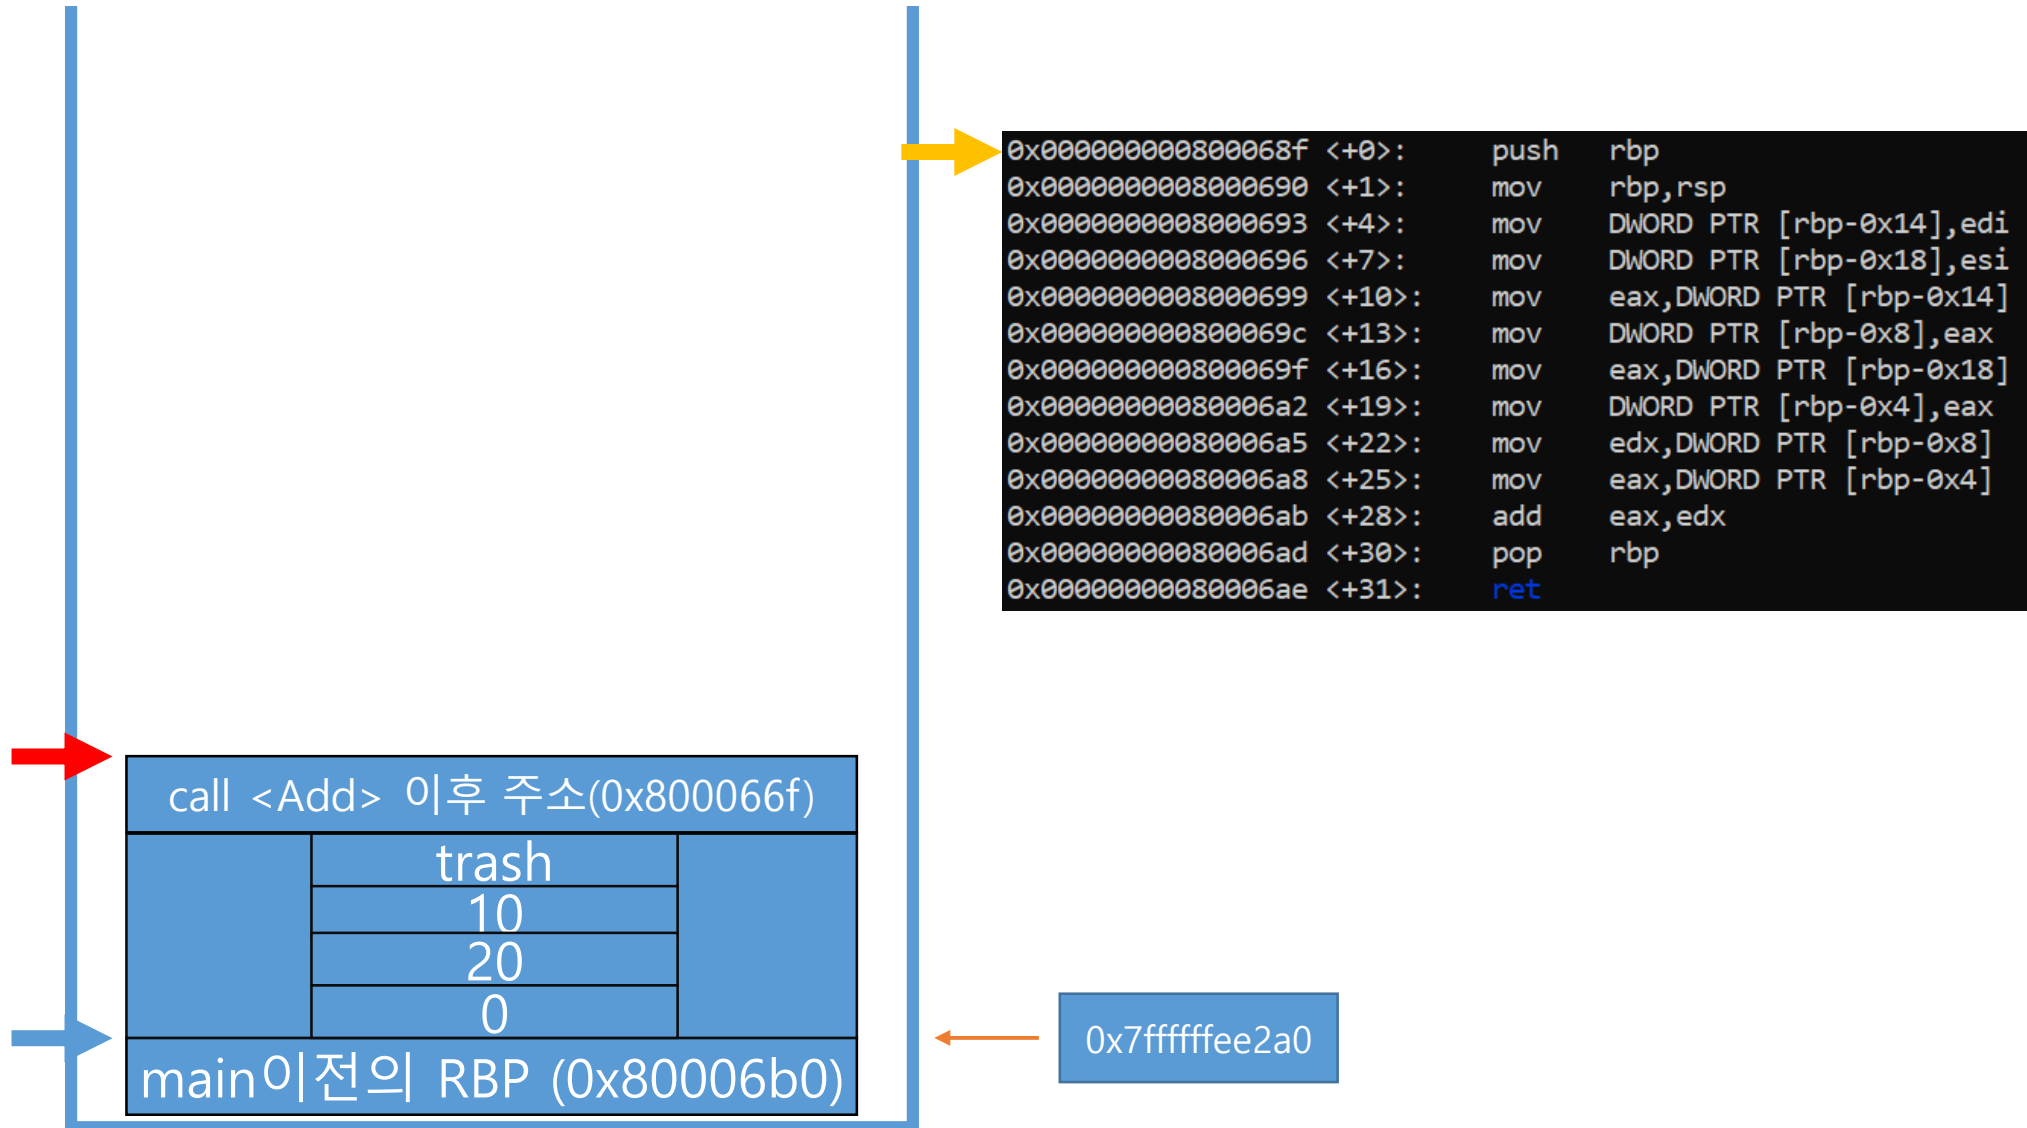 0x000000000800068f <+0>: push rbp
0x0000000008000690 <+1>: mov rbp,rsp
0x0000000008000693 <+4>: mov DWORD PTR [rbp-0x14],edi
0x0000000008000696 <+7>: mov DWORD PTR [rbp-0x18],esi
0x0000000008000699 <+10>: mov eax,DWORD PTR [rbp-0x14]
0x000000000800069c <+13>: mov DWORD PTR [rbp-0x8],eax
0x000000000800069f <+16>: mov eax,DWORD PTR [rbp-0x18]
0x00000000080006a2 <+19>: mov DWORD PTR [rbp-0x4],eax
0x00000000080006a5 <+22>: mov edx,DWORD PTR [rbp-0x8]
0x00000000080006a8 <+25>: mov eax,DWORD PTR [rbp-0x4]
0x00000000080006ab <+28>: add eax,edx
0x00000000080006ad <+30>: pop rbp
0x00000000080006ae <+31>: ret
call <Add> 이후 주소(0x800066f)
trash
10
20
0
main이전의 RBP (0x80006b0)
0x7ffffffee2a0